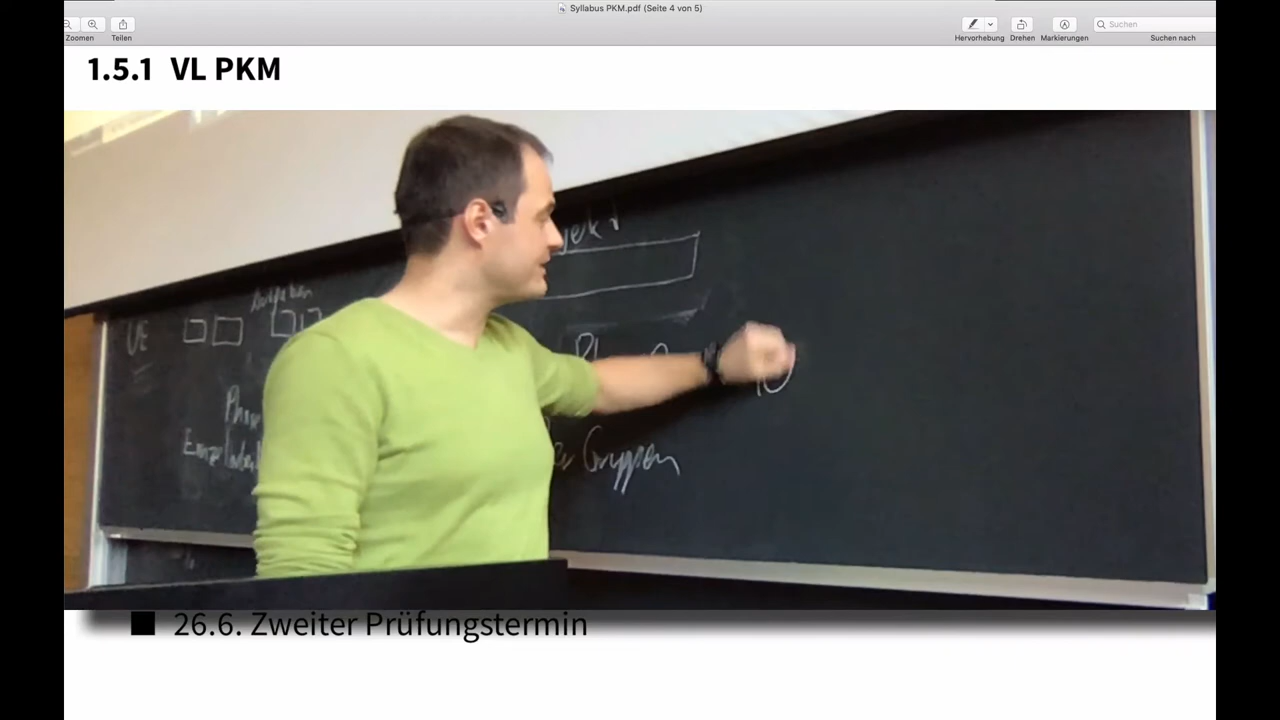 Syllabus PKM.pdf (Seite 4 von 5)
Zoomen
Teilen
Hervorhebung
Drehen
Markierungen
Suchen
Suchen nach
1.5.1 VL PKM
UE
Gruppen
10
26.6. Zweiter Prüfungstermin